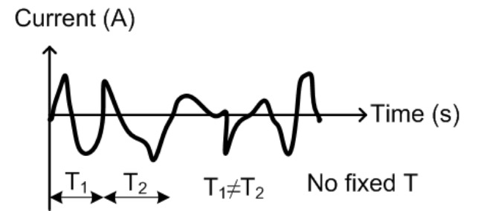 Current (A)
Time (s)
T₁ T₂ T₁≠T₂ No fixed T